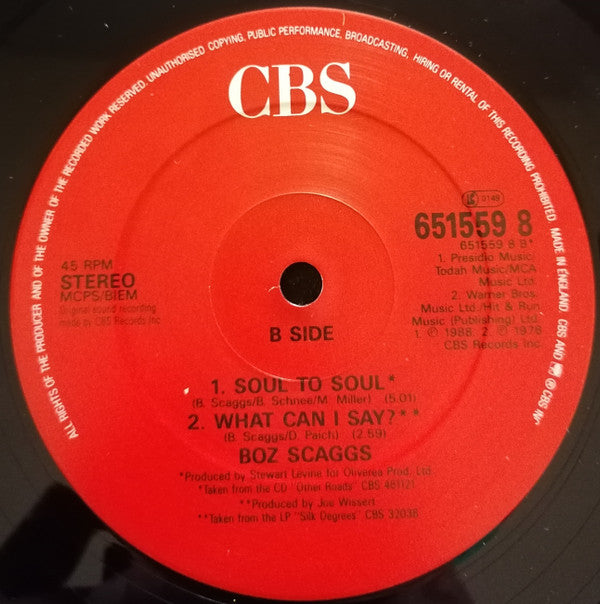 ALL RIGHTS OF THE PRODUCER AND OF THE OWNER OF THE RECORDED WORK RESERVED. UNAUTHORISED COPYING, PUBLIC PERFORMANCE, BROADCASTING, HIRING OR RENTAL OF THIS RECORDING PROHIBITED. MADE IN ENGLAND. CBS AND ℗ CBS INC
CBS
LC 0149
651559 8
651559 8 B*
1. Presidio Music/
Todah Music/MCA
Music Ltd.
2. Warner Bros.
Music Ltd./Hit & Run
Music (Publishing) Ltd
1. ℗ 1988. 2. ℗ 1976
CBS Records Inc.
45 RPM
STEREO
MCPS/BIEM
Original sound recording
made by CBS Records Inc
B SIDE
1. SOUL TO SOUL*
(B. Scaggs/B. Schnee/M. Miller) (5.01)
2. WHAT CAN I SAY?**
(B. Scaggs/D. Paich) (2.59)
BOZ SCAGGS
*Produced by Stewart Levine for Oliverea Prod. Ltd.
*Taken from the CD "Other Roads" CBS 461121
**Produced by Joe Wissert
**Taken from the LP "Silk Degrees" CBS 32036